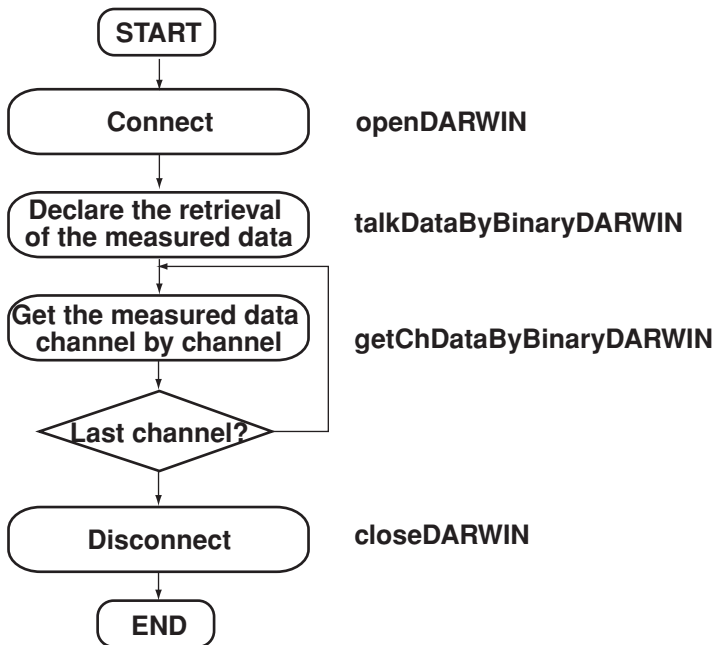 START
Connect
openDARWIN
Declare the retrieval
of the measured data
talkDataByBinaryDARWIN
Get the measured data
channel by channel
getChDataByBinaryDARWIN
Last channel?
Disconnect
closeDARWIN
END